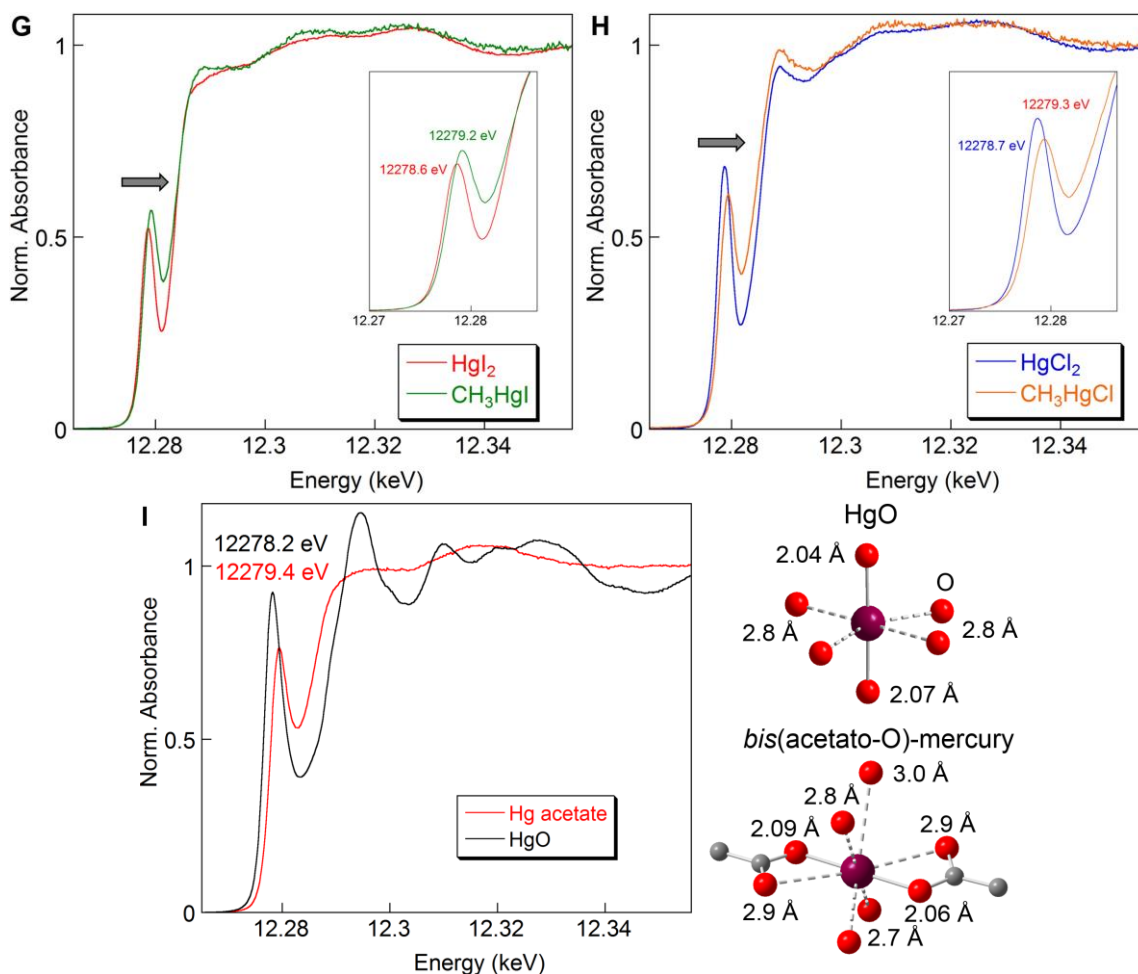 G
1
0.5
0
Norm. Absorbance
12279.2 eV
12278.6 eV
12.27
12.28
HgI₂
CH₃HgI
12.28
12.3
12.32
12.34
Energy (keV)
H
1
0.5
0
Norm. Absorbance
12279.3 eV
12278.7 eV
12.27
12.28
HgCl₂
CH₃HgCl
12.28
12.3
12.32
12.34
Energy (keV)
I
1
0.5
0
Norm. Absorbance
12278.2 eV
12279.4 eV
Hg acetate
HgO
12.28
12.3
12.32
12.34
Energy (keV)
HgO
2.04 Å
O
2.8 Å
2.8 Å
2.07 Å
bis(acetato-O)-mercury
3.0 Å
2.8 Å
2.09 Å
2.9 Å
2.9 Å
2.06 Å
2.7 Å